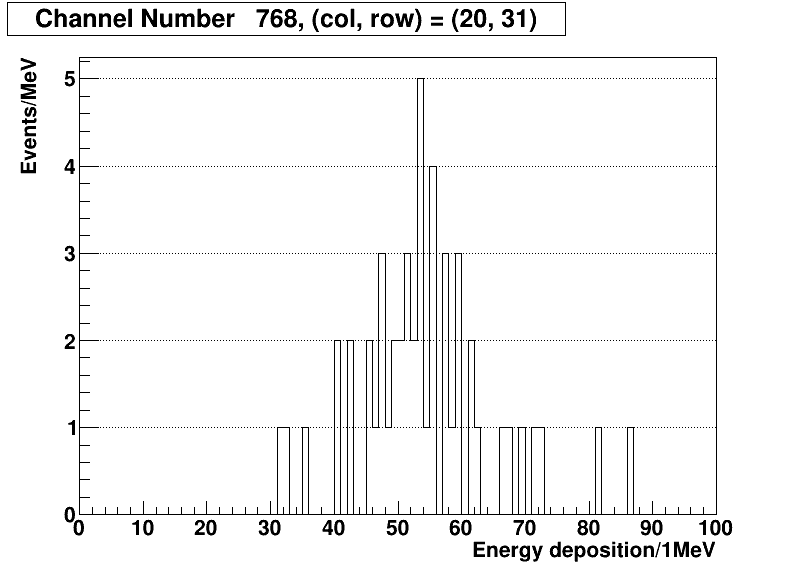 Channel Number 768, (col, row) = (20, 31)
Events/MeV
5
4
3
2
1
0
0 10 20 30 40 50 60 70 80 90 100
Energy deposition/1MeV